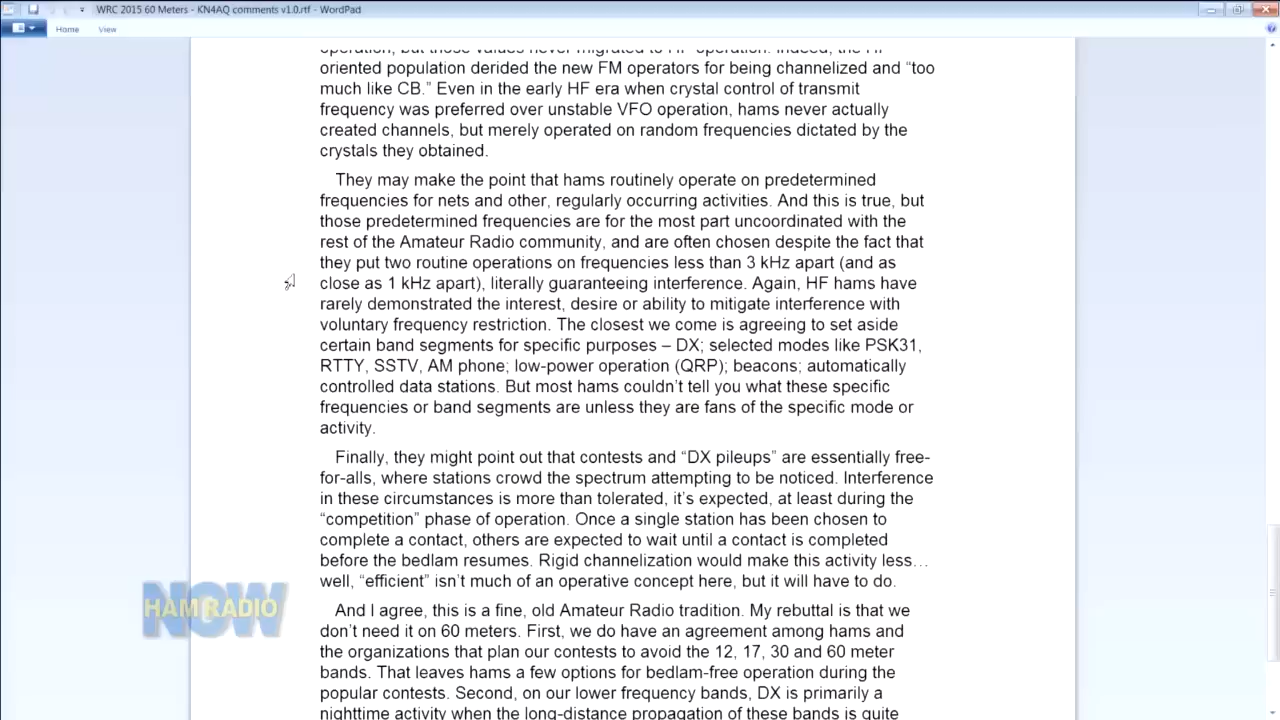 WRC 2015 60 Meters - KN4AQ comments v1.0.rtf - WordPad
Home View
operation, but those values never migrated to HF operation. Indeed, the HF
oriented population derided the new FM operators for being channelized and “too
much like CB.” Even in the early HF era when crystal control of transmit
frequency was preferred over unstable VFO operation, hams never actually
created channels, but merely operated on random frequencies dictated by the
crystals they obtained.
They may make the point that hams routinely operate on predetermined
frequencies for nets and other, regularly occurring activities. And this is true, but
those predetermined frequencies are for the most part uncoordinated with the
rest of the Amateur Radio community, and are often chosen despite the fact that
they put two routine operations on frequencies less than 3 kHz apart (and as
close as 1 kHz apart), literally guaranteeing interference. Again, HF hams have
rarely demonstrated the interest, desire or ability to mitigate interference with
voluntary frequency restriction. The closest we come is agreeing to set aside
certain band segments for specific purposes – DX; selected modes like PSK31,
RTTY, SSTV, AM phone; low-power operation (QRP); beacons; automatically
controlled data stations. But most hams couldn’t tell you what these specific
frequencies or band segments are unless they are fans of the specific mode or
activity.
Finally, they might point out that contests and “DX pileups” are essentially free-
for-alls, where stations crowd the spectrum attempting to be noticed. Interference
in these circumstances is more than tolerated, it’s expected, at least during the
“competition” phase of operation. Once a single station has been chosen to
complete a contact, others are expected to wait until a contact is completed
before the bedlam resumes. Rigid channelization would make this activity less…
well, “efficient” isn’t much of an operative concept here, but it will have to do.
HAM RADIO
NOW
And I agree, this is a fine, old Amateur Radio tradition. My rebuttal is that we
don’t need it on 60 meters. First, we do have an agreement among hams and
the organizations that plan our contests to avoid the 12, 17, 30 and 60 meter
bands. That leaves hams a few options for bedlam-free operation during the
popular contests. Second, on our lower frequency bands, DX is primarily a
nighttime activity when the long-distance propagation of these bands is quite